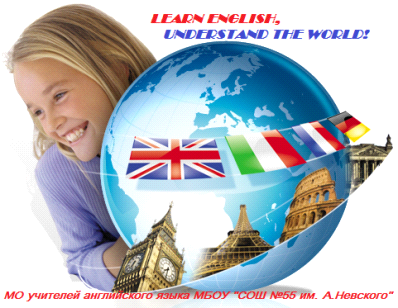 LEARN ENGLISH,
UNDERSTAND THE WORLD!
МО учителей английского языка МБОУ "СОШ №55 им. А.Невского"